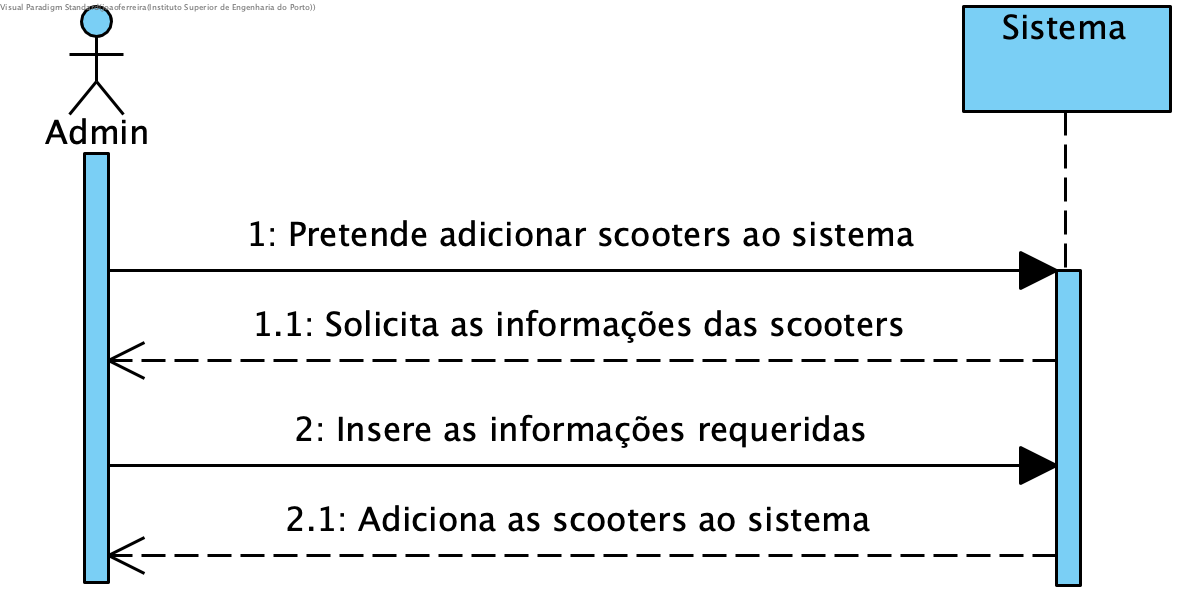 Visual Paradigm Standard(joaoferreira(Instituto Superior de Engenharia do Porto))
Sistema
Admin
1: Pretende adicionar scooters ao sistema
1.1: Solicita as informações das scooters
2: Insere as informações requeridas
2.1: Adiciona as scooters ao sistema